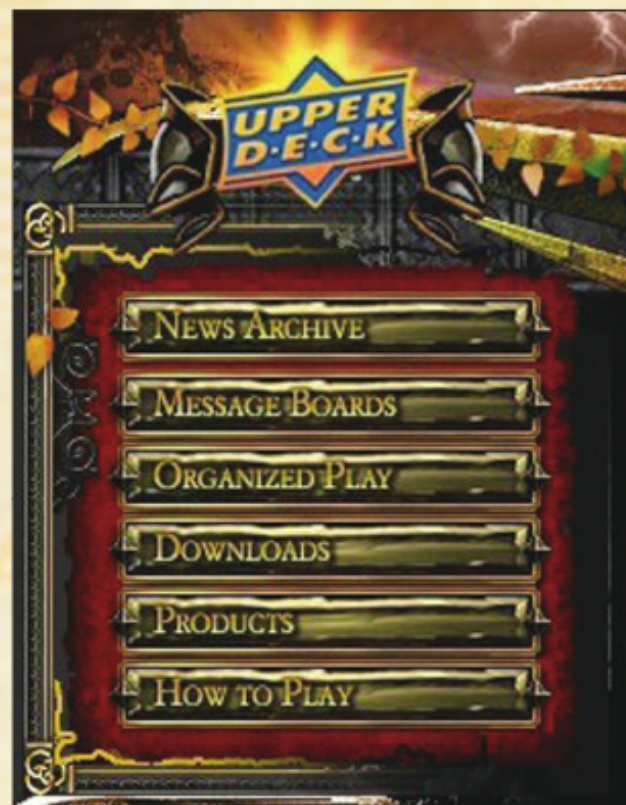 UPPER
D·E·C·K
NEWS ARCHIVE
MESSAGE BOARDS
ORGANIZED PLAY
DOWNLOADS
PRODUCTS
HOW TO PLAY